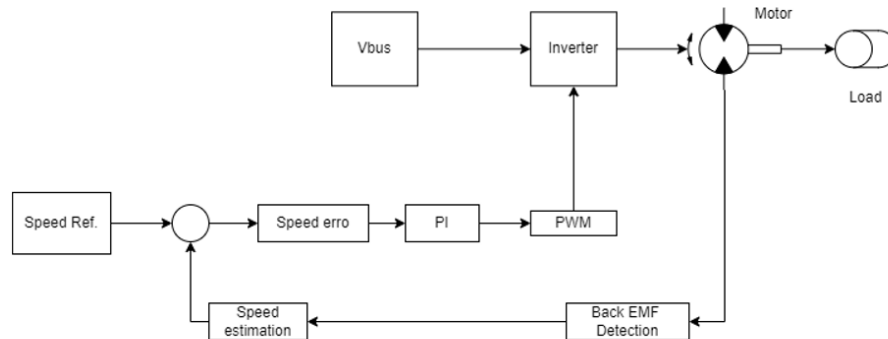 Motor
Vbus
Inverter
Load
Speed Ref.
Speed erro
PI
PWM
Speed
estimation
Back EMF
Detection